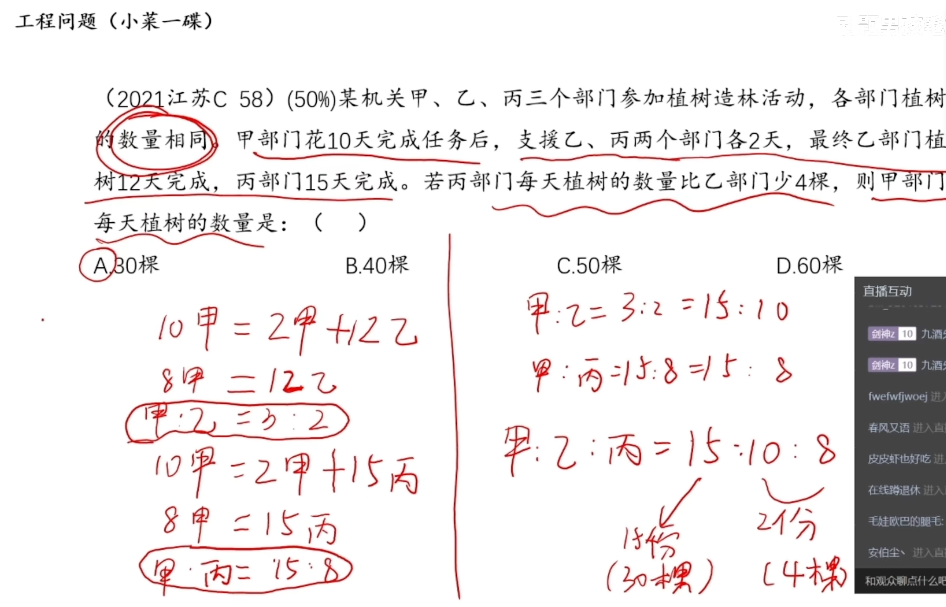 工程问题（小菜一碟）
（2021江苏C 58）(50%)某机关甲、乙、丙三个部门参加植树造林活动，各部门植树
的数量相同。甲部门花10天完成任务后，支援乙、丙两个部门各2天，最终乙部门植
树12天完成，丙部门15天完成。若丙部门每天植树的数量比乙部门少4棵，则甲部门
每天植树的数量是：（ ）
A.30棵 B.40棵 C.50棵 D.60棵
10甲=2甲+12乙
8甲=12乙
甲:乙=3:2
10甲=2甲+15丙
8甲=15丙
甲:丙=15:8
甲:乙=3:2=15:10
甲:丙=15:8=15:8
甲:乙:丙=15:10:8
15份 2份
(30棵) (4棵)
直播互动
剑神z 10 九酒
剑神z 10 九酒
fwefwfjwoej 进入
春风又语 进入直
皮皮虾也好吃 进
在线蹲退休 进入
毛娃欧巴的腿毛:
安伯尘丶 进入直
和观众聊点什么吧